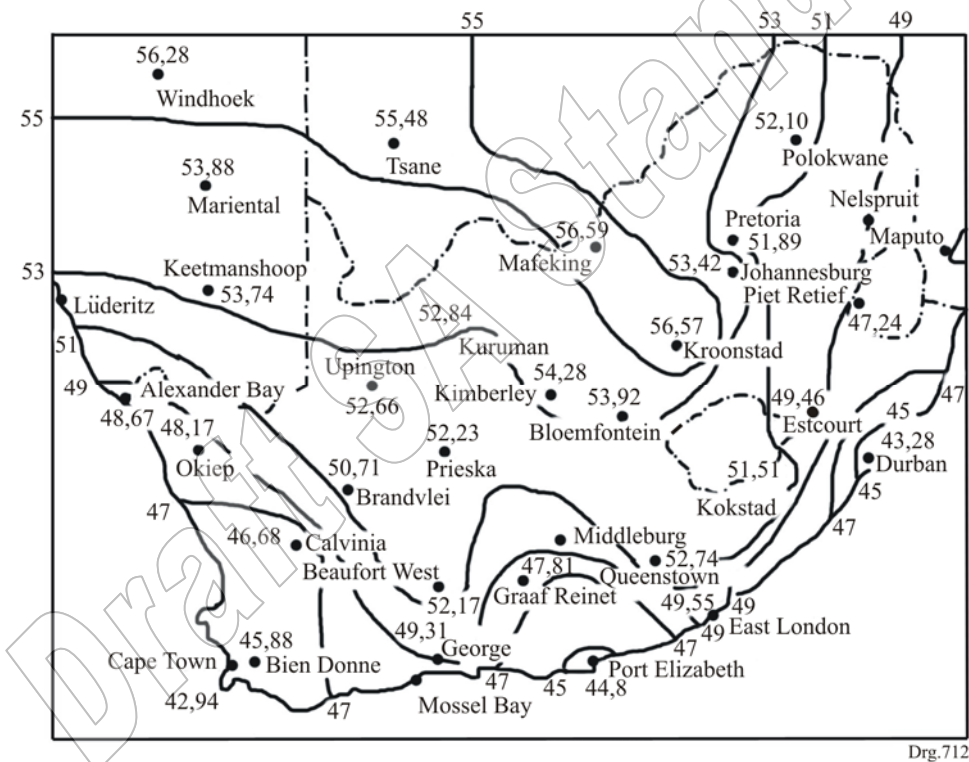 55
53
51
49
56,28
Windhoek
55
55,48
Tsane
52,10
Polokwane
53,88
Mariental
Nelspruit
Pretoria
51,89
Maputo
56,59
Mafeking
53
Keetmanshoop
53,74
53,42
Johannesburg
Piet Retief
47,24
Lüderitz
52,84
Kuruman
56,57
Kroonstad
51
Upington
52,66
49
Alexander Bay
48,67
48,17
Okiep
Kimberley
54,28
53,92
Bloemfontein
49,46
Estcourt
47
45
43,28
Durban
45
52,23
Prieska
50,71
Brandvlei
51,51
Kokstad
47
47
46,68
Calvinia
Middleburg
Beaufort West
52,17
47,81
Graaf Reinet
52,74
Queenstown
49,55
49
East London
49
47
49,31
George
45,88
Bien Donne
Cape Town
42,94
47
Mossel Bay
47
45
44,8
Port Elizabeth
Draft SA Stand
Drg.712